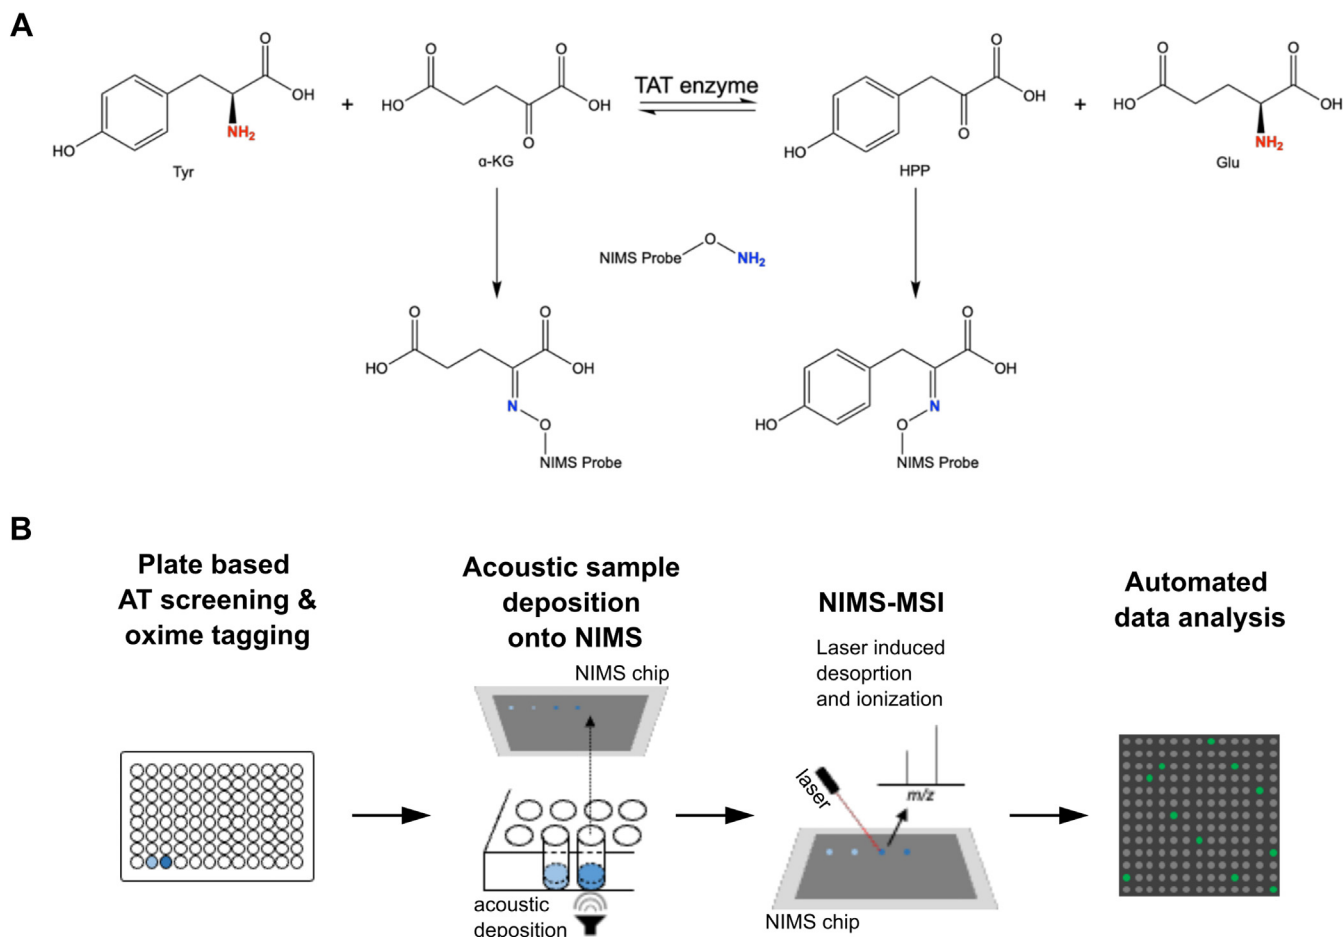 A
O
OH
NH₂
HO
Tyr
+
O
O
HO
OH
O
α-KG
TAT enzyme
O
OH
O
HO
HPP
+
O
O
HO
OH
NH₂
Glu
NIMS Probe
O
NH₂
O
O
HO
OH
N
O
NIMS Probe
O
OH
N
HO
O
NIMS Probe
B
Plate based
AT screening &
oxime tagging
Acoustic sample
deposition
onto NIMS
NIMS chip
acoustic
deposition
NIMS-MSI
Laser induced
desoprtion
and ionization
laser
m/z
NIMS chip
Automated
data analysis